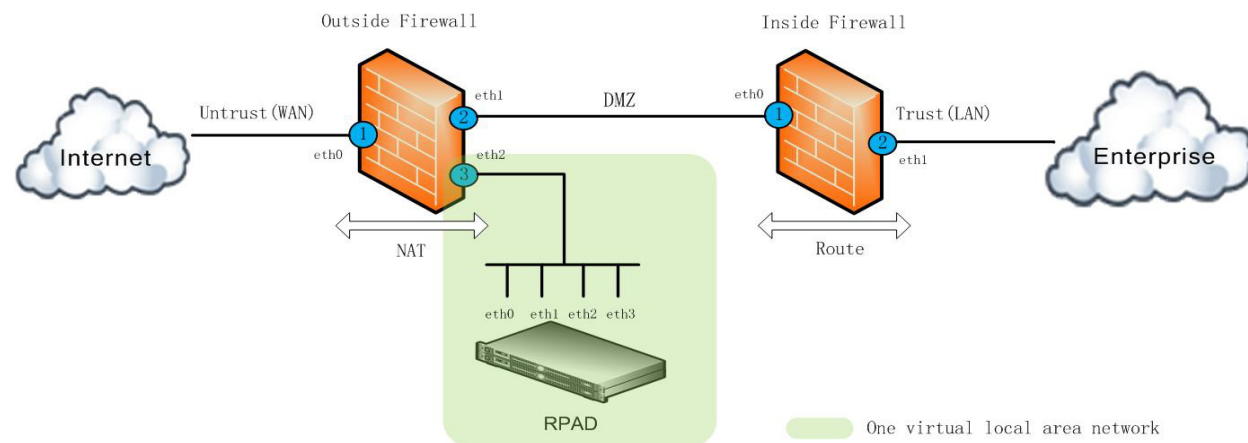 Outside Firewall
Inside Firewall
Untrust(WAN)
eth1
DMZ
eth0
Trust(LAN)
1
2
1
2
Internet
eth0
eth2
eth1
Enterprise
3
NAT
Route
eth0
eth1
eth2
eth3
RPAD
One virtual local area network